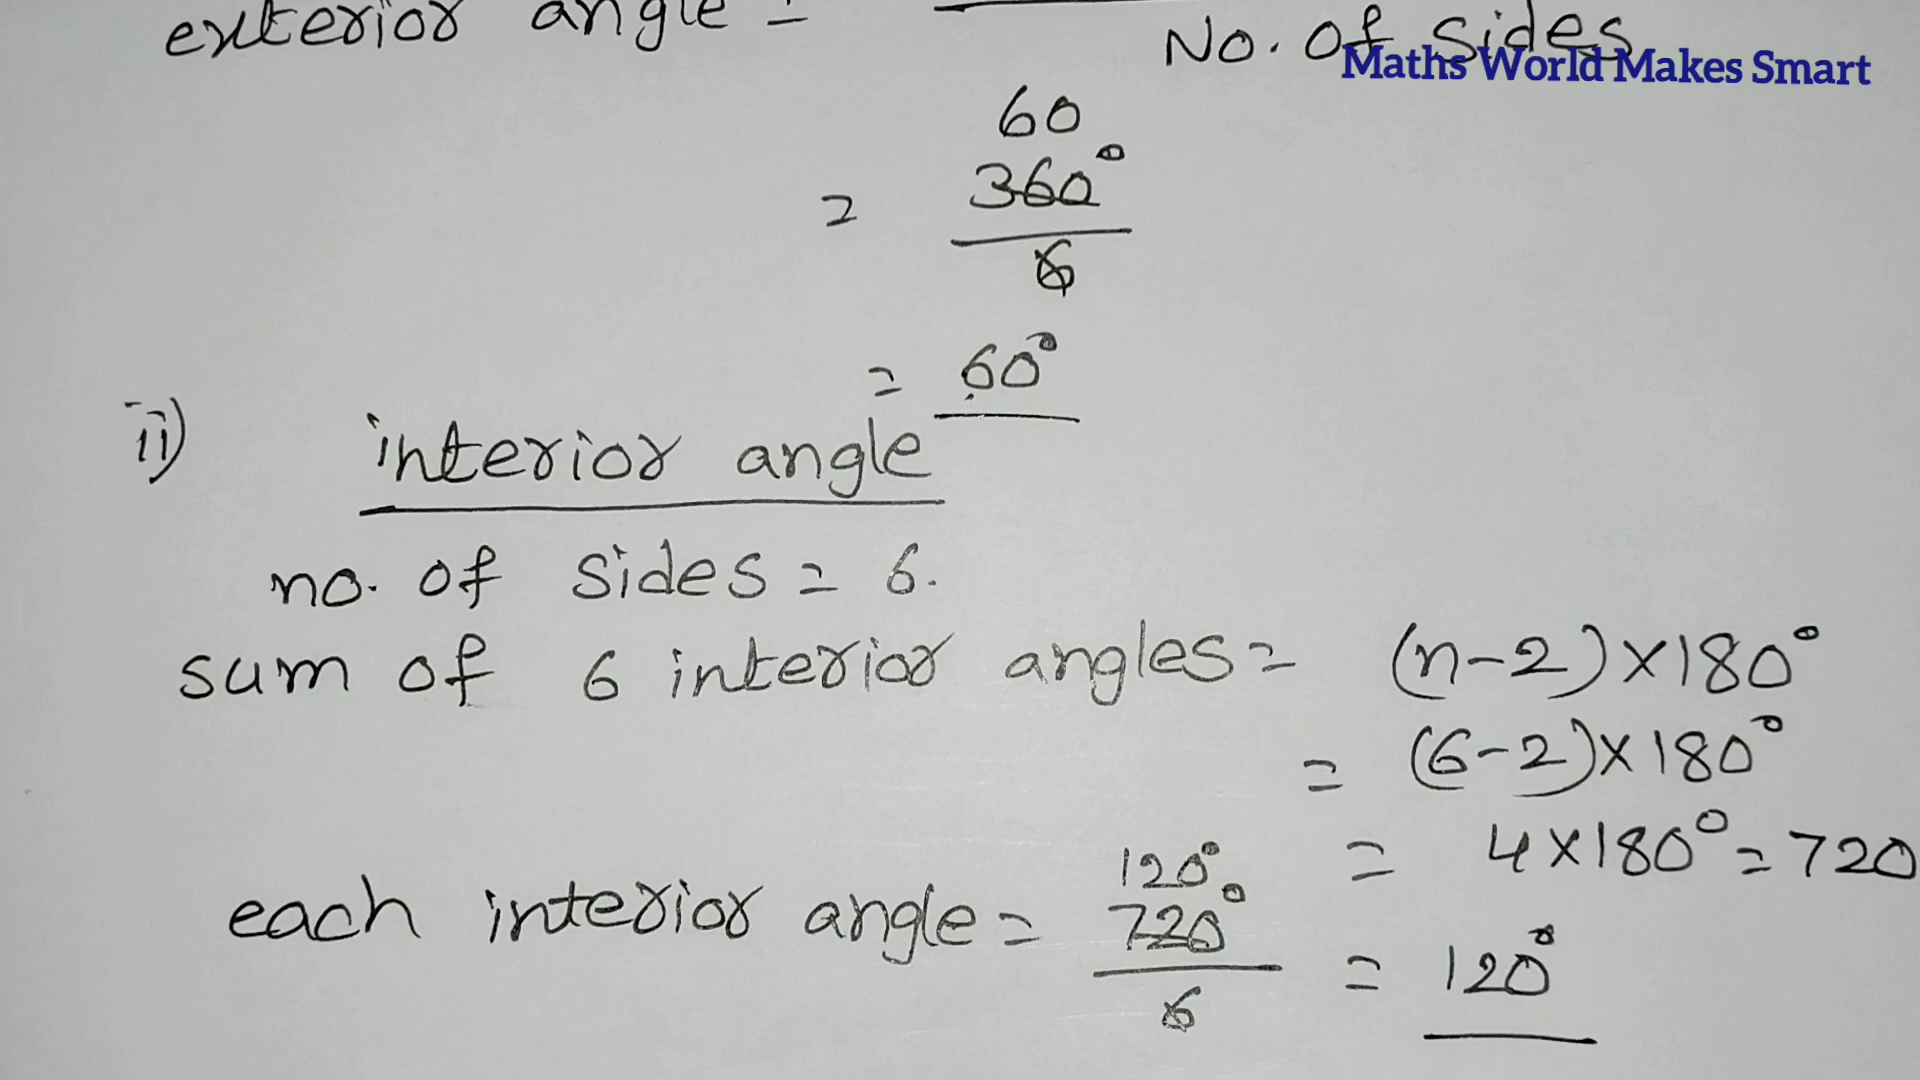 exterior angle =
No. of sides
Maths World Makes Smart
60
= 360°
6
= 60°
ii) interior angle
no. of sides = 6.
sum of 6 interior angles = (n-2)×180°
= (6-2)×180°
= 4×180° = 720
120°
each interior angle = 720° = 120°
6